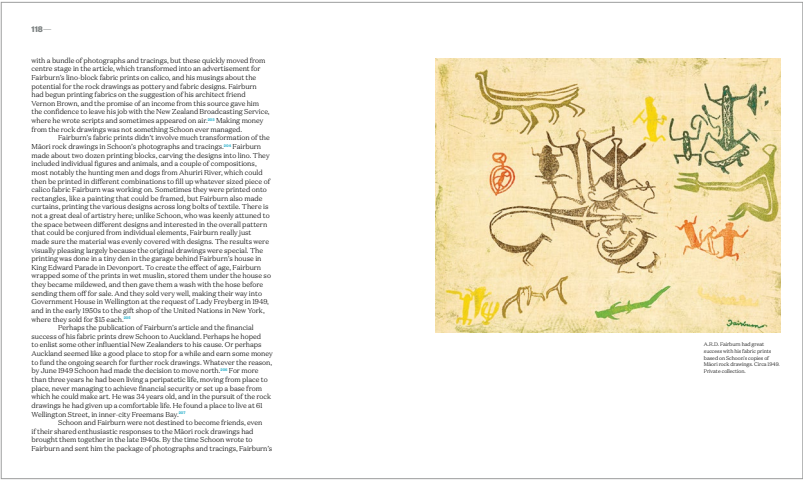 118—
with a bundle of photographs and tracings, but these quickly moved from
centre stage in the article, which transformed into an advertisement for
Fairburn's lino-block fabric prints on calico, and his musings about the
potential for the rock drawings as pottery and fabric designs. Fairburn
had begun printing fabrics on the suggestion of his architect friend
Vernon Brown, and the promise of an income from this source gave him
the confidence to leave his job with the New Zealand Broadcasting Service,
where he wrote scripts and sometimes appeared on air. Making money
from the rock drawings was not something Schoon ever managed.
Fairburn's fabric prints didn't involve much transformation of the
Māori rock drawings in Schoon's photographs and tracings. Fairburn
made about two dozen printing blocks, carving the designs into lino. They
included individual figures and animals, and a couple of compositions,
most notably the hunting men and dogs from Ahuriri River, which could
then be printed in different combinations to fill up whatever sized piece of
calico fabric Fairburn was working on. Sometimes they were printed onto
rectangles, like a painting that could be framed, but Fairburn also made
curtains, printing the various designs across long bolts of textile. There is
not a great deal of artistry here; unlike Schoon, who was keenly attuned to
the space between different designs and interested in the overall pattern
that could be conjured from individual elements, Fairburn really just
made sure the material was evenly covered with designs. The results were
visually pleasing largely because the original drawings were special. The
printing was done in a tiny den in the garage behind Fairburn's house in
King Edward Parade in Devonport. To create the effect of age, Fairburn
wrapped some of the prints in wet muslin, stored them under the house so
they became mildewed, and then gave them a wash with the hose before
sending them off for sale. And they sold very well, making their way into
Government House in Wellington at the request of Lady Freyberg in 1949,
and in the early 1950s to the gift shop of the United Nations in New York,
where they sold for $15 each.
Perhaps the publication of Fairburn's article and the financial
success of his fabric prints drew Schoon to Auckland. Perhaps he hoped
to enlist some other influential New Zealanders to his cause. Or perhaps
Auckland seemed like a good place to stop for a while and earn some money
to fund the ongoing search for further rock drawings. Whatever the reason,
by June 1949 Schoon had made the decision to move north. For more
than three years he had been living a peripatetic life, moving from place to
place, never managing to achieve financial security or set up a base from
which he could make art. He was 34 years old, and in the pursuit of the rock
drawings he had given up a comfortable life. He found a place to live at 61
Wellington Street, in inner-city Freemans Bay.
Schoon and Fairburn were not destined to become friends, even
if their shared enthusiastic responses to the Māori rock drawings had
brought them together in the late 1940s. By the time Schoon wrote to
Fairburn and sent him the package of photographs and tracings, Fairburn's
Fairburn
A.R.D. Fairburn had great
success with his fabric prints
based on Schoon's copies of
Māori rock drawings. Circa 1949.
Private collection.